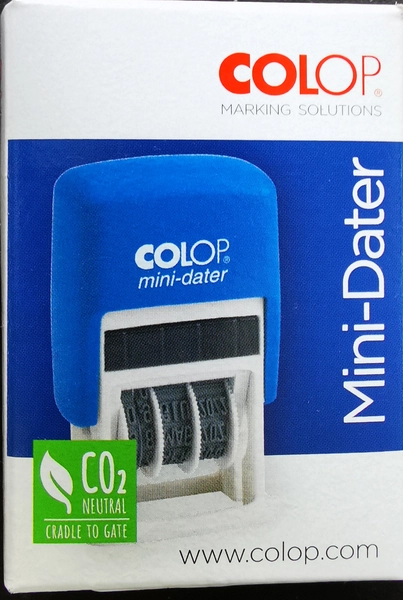 COLOP®
MARKING SOLUTIONS
Mini-Dater
COLOP®
mini-dater
CO2
NEUTRAL
CRADLE TO GATE
www.colop.com